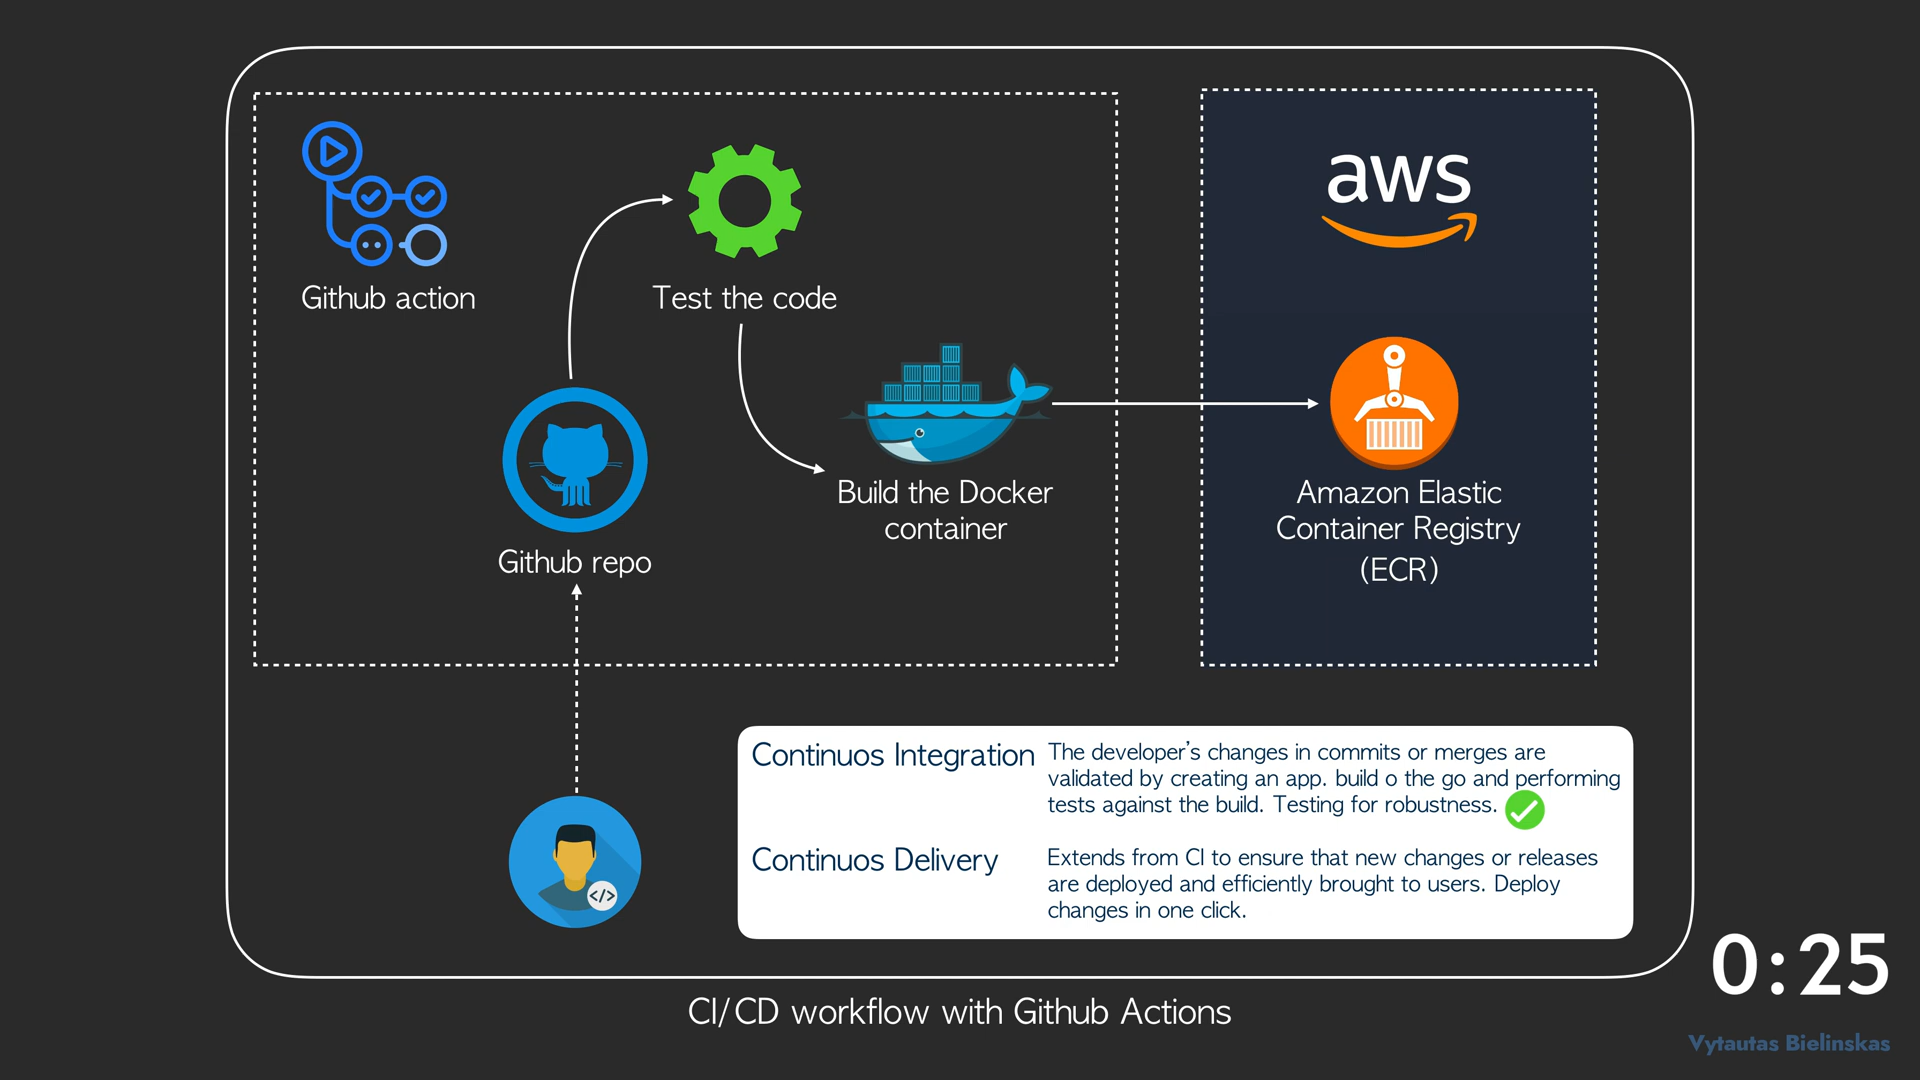 aws
Github action
Test the code
Build the Docker
container
Amazon Elastic
Container Registry
(ECR)
Github repo
</>
Continuos Integration
The developer's changes in commits or merges are
validated by creating an app. build o the go and performing
tests against the build. Testing for robustness.
Continuos Delivery
Extends from CI to ensure that new changes or releases
are deployed and efficiently brought to users. Deploy
changes in one click.
0:25
CI/CD workflow with Github Actions
Vytautas Bielinskas